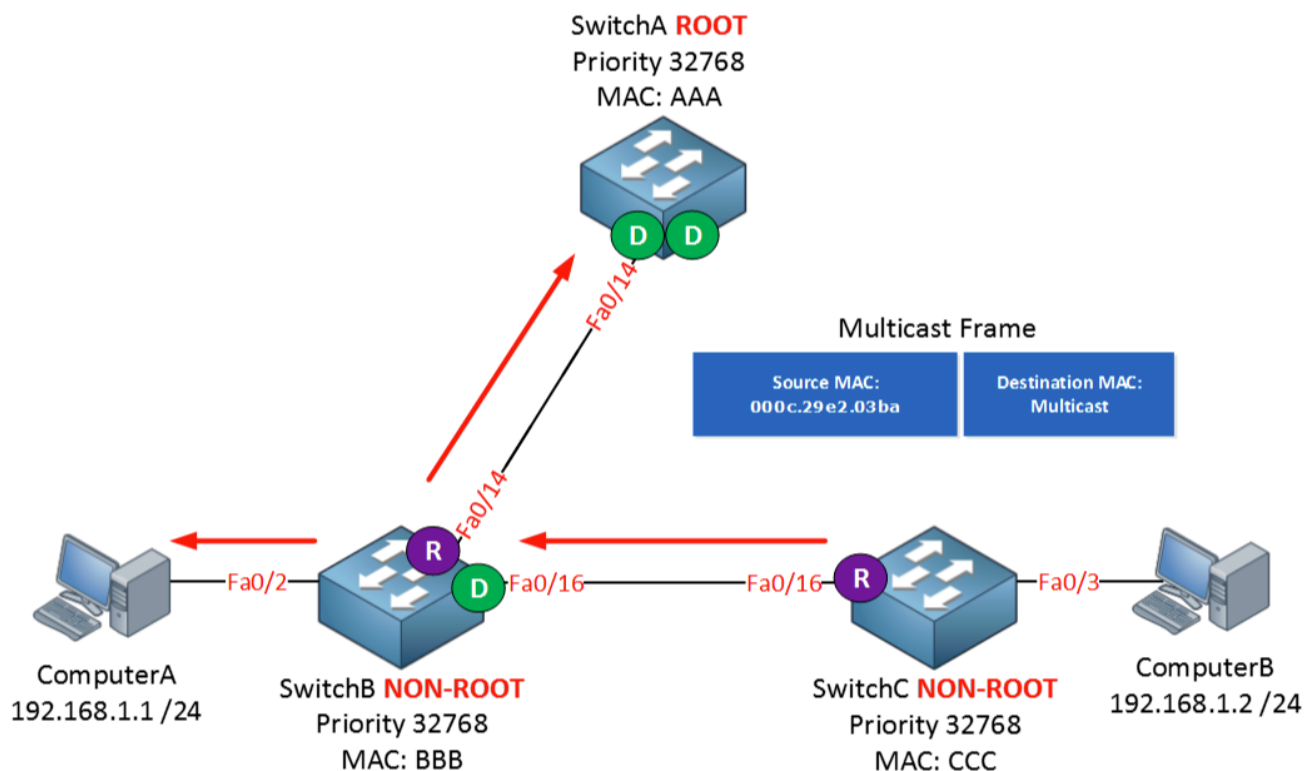 SwitchA ROOT
Priority 32768
MAC: AAA
D D
Fa0/14
Multicast Frame
Source MAC:
000c.29e2.03ba
Destination MAC:
Multicast
Fa0/14
R
D
Fa0/2
Fa0/16
Fa0/16
R
Fa0/3
ComputerA
192.168.1.1 /24
SwitchB NON-ROOT
Priority 32768
MAC: BBB
SwitchC NON-ROOT
Priority 32768
MAC: CCC
ComputerB
192.168.1.2 /24